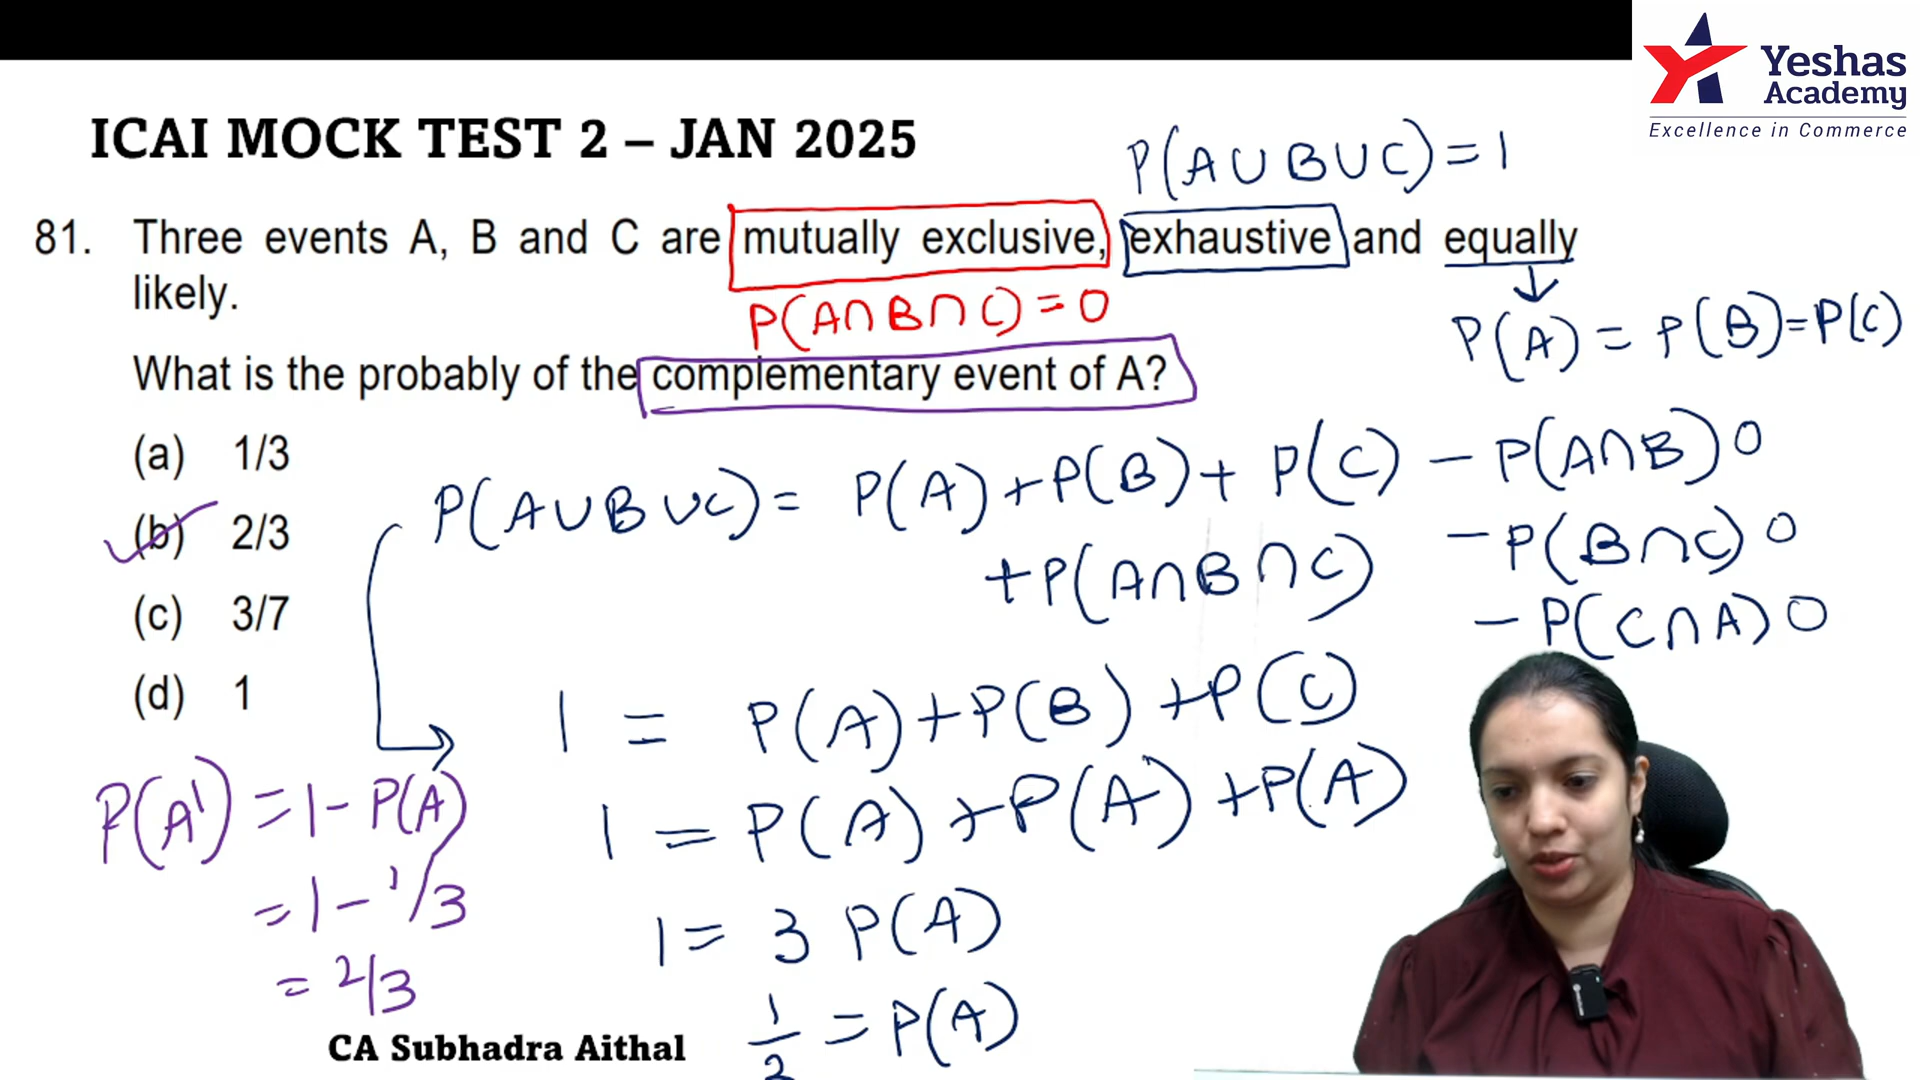 Yeshas
Academy
Excellence in Commerce
ICAI MOCK TEST 2 – JAN 2025
P(A∪B∪C)=1
81. Three events A, B and C are mutually exclusive, exhaustive and equally
likely.
P(A∩B∩C)=0
P(A) = P(B)=P(C)
What is the probably of the complementary event of A?
(a) 1/3
(b) 2/3
(c) 3/7
(d) 1
P(A∪B∪C)= P(A)+P(B)+P(C) - P(A∩B) 0
+P(A∩B∩C) - P(B∩C) 0
- P(C∩A) 0
1 = P(A)+P(B)+P(C)
1 = P(A)+P(A)+P(A)
1= 3 P(A)
1/3 = P(A)
P(A')=1-P(A)
=1-1/3
=2/3
CA Subhadra Aithal